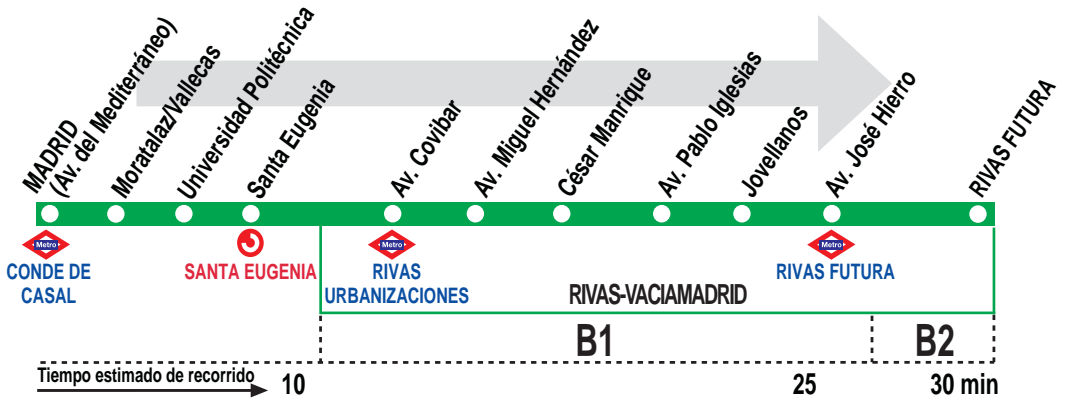 MADRID
(Av. del Mediterráneo)
Moratalaz/Vallecas
Universidad Politécnica
Santa Eugenia
Av. Covibar
Av. Miguel Hernández
César Manrique
Av. Pablo Iglesias
Jovellanos
Av. José Hierro
RIVAS FUTURA
Metro
Metro
Metro
CONDE DE
CASAL
SANTA EUGENIA
RIVAS
URBANIZACIONES
RIVAS FUTURA
RIVAS-VACIAMADRID
B1
B2
Tiempo estimado de recorrido
10
25
30 min